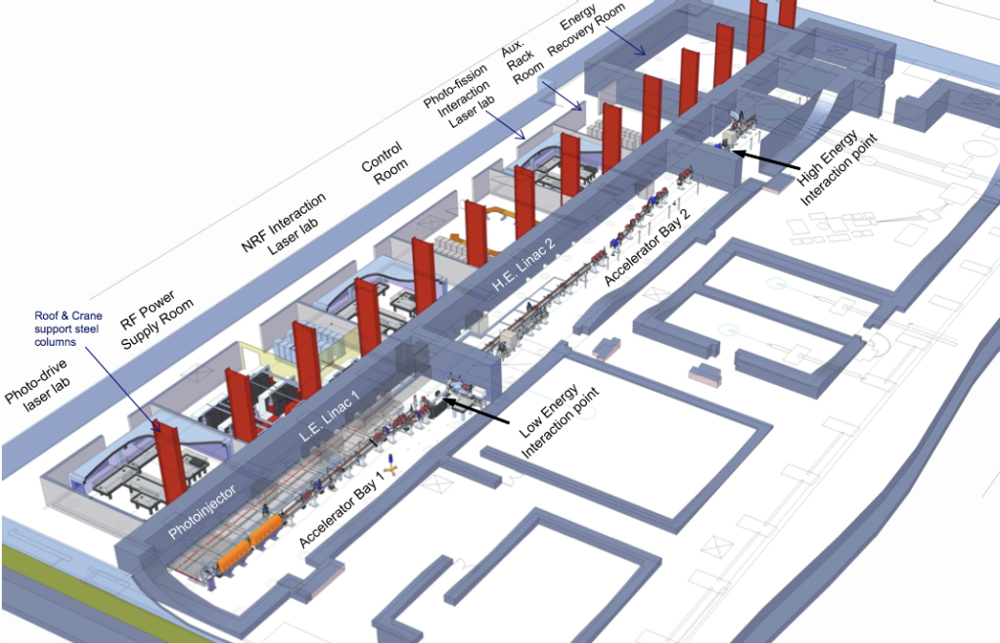 Energy
Recovery Room
Aux.
Rack
Room
Photo-fission
Interaction
Laser lab
Control
Room
NRF Interaction
Laser lab
RF Power
Supply Room
Roof & Crane
support steel
columns
Photo-drive
laser lab
High Energy
Interaction point
Accelerator Bay 2
H.E. Linac 2
Low Energy
Interaction point
L.E. Linac 1
Accelerator Bay 1
Photoinjector